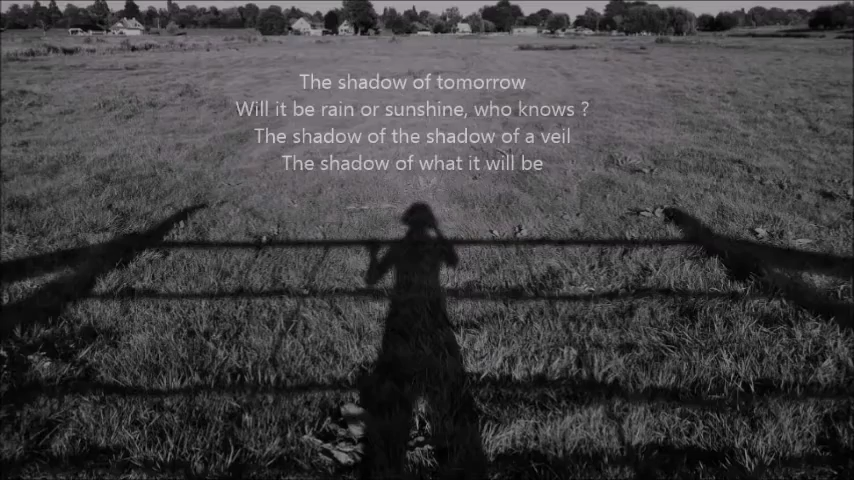 The shadow of tomorrow
Will it be rain or sunshine, who knows ?
The shadow of the shadow of a veil
The shadow of what it will be